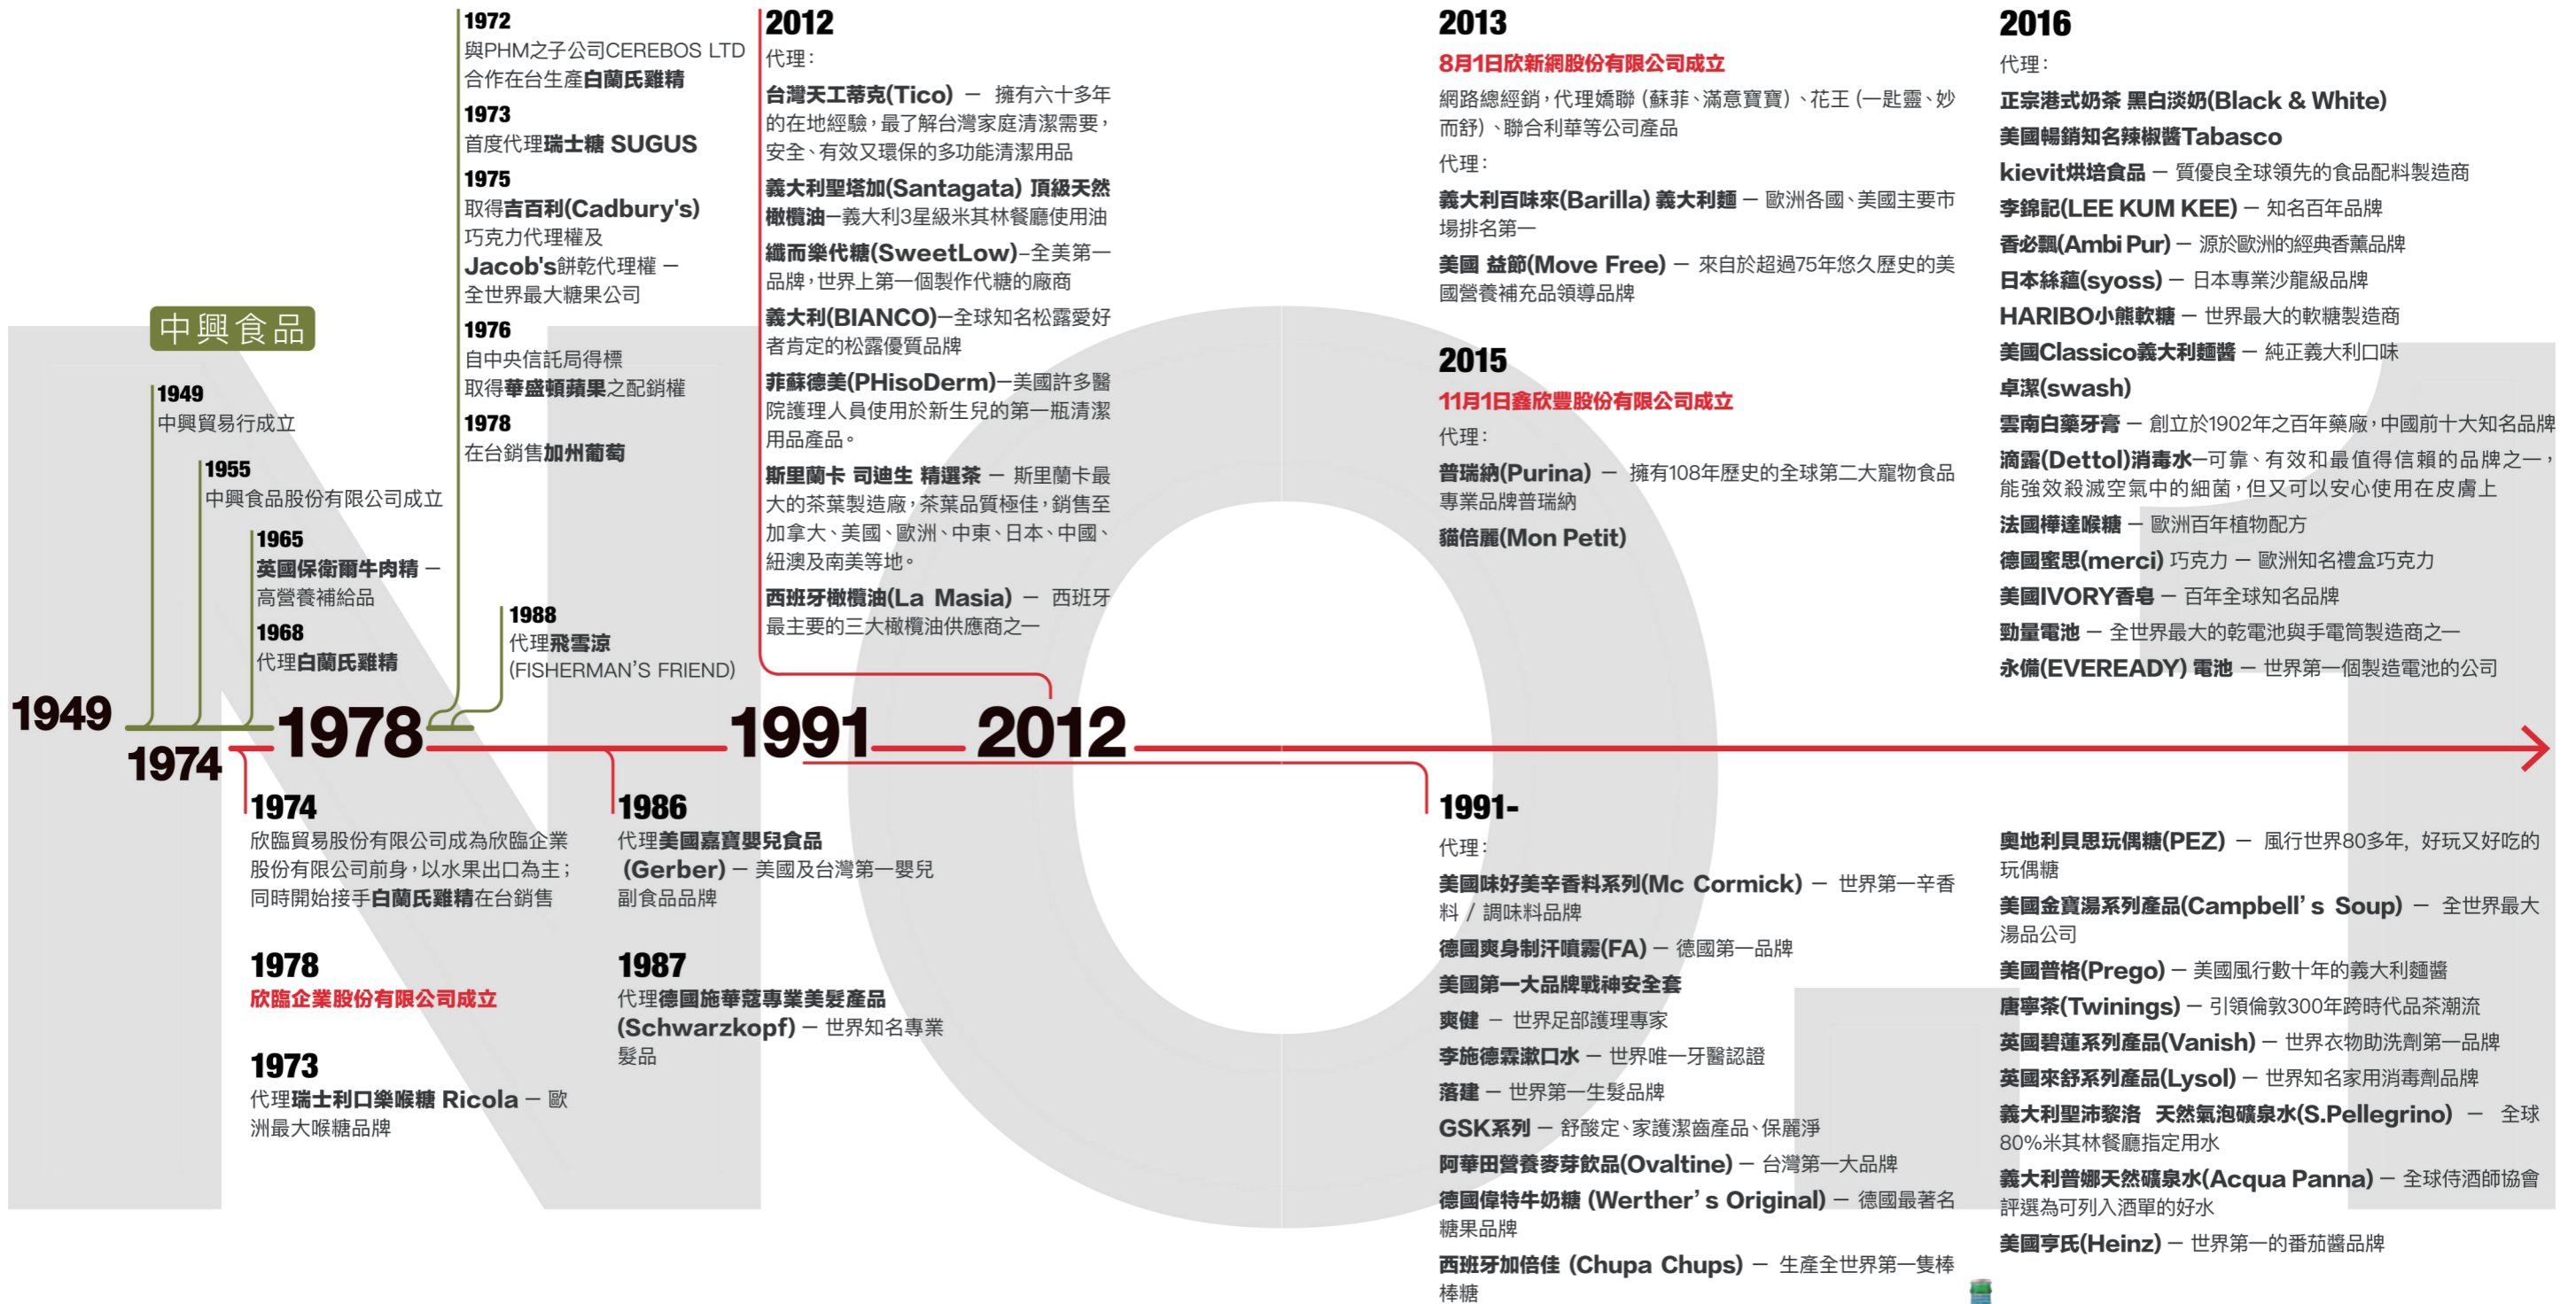 中興食品
1949
中興貿易行成立
1955
中興食品股份有限公司成立
1965
英國保衛爾牛肉精 —
高營養補給品
1968
代理白蘭氏雞精
1972
與PHM之子公司CEREBOS LTD
合作在台生產白蘭氏雞精
1973
首度代理瑞士糖 SUGUS
1975
取得吉百利(Cadbury's)
巧克力代理權及
Jacob's餅乾代理權 —
全世界最大糖果公司
1976
自中央信託局得標
取得華盛頓蘋果之配銷權
1978
在台銷售加州葡萄
1988
代理飛雪涼
(FISHERMAN'S FRIEND)
2012
代理：
台灣天工蒂克(Tico) — 擁有六十多年
的在地經驗，最了解台灣家庭清潔需要，
安全、有效又環保的多功能清潔用品
義大利聖塔加(Santagata) 頂級天然
橄欖油—義大利3星級米其林餐廳使用油
纖而樂代糖(SweetLow)–全美第一
品牌，世界上第一個製作代糖的廠商
義大利(BIANCO)—全球知名松露愛好
者肯定的松露優質品牌
菲蘇德美(PHisoDerm)—美國許多醫
院護理人員使用於新生兒的第一瓶清潔
用品產品。
斯里蘭卡 司迪生 精選茶 — 斯里蘭卡最
大的茶葉製造廠，茶葉品質極佳，銷售至
加拿大、美國、歐洲、中東、日本、中國、
紐澳及南美等地。
西班牙橄欖油(La Masia) — 西班牙
最主要的三大橄欖油供應商之一
2013
8月1日欣新網股份有限公司成立
網路總經銷，代理嬌聯 (蘇菲、滿意寶寶) 、花王 (一匙靈、妙
而舒) 、聯合利華等公司產品
代理：
義大利百味來(Barilla) 義大利麵 — 歐洲各國、美國主要市
場排名第一
美國 益節(Move Free) — 來自於超過75年悠久歷史的美
國營養補充品領導品牌
2015
11月1日鑫欣豐股份有限公司成立
代理：
普瑞納(Purina) — 擁有108年歷史的全球第二大寵物食品
專業品牌普瑞納
貓倍麗(Mon Petit)
2016
代理：
正宗港式奶茶 黑白淡奶(Black & White)
美國暢銷知名辣椒醬Tabasco
kievit烘培食品 — 質優良全球領先的食品配料製造商
李錦記(LEE KUM KEE) — 知名百年品牌
香必飄(Ambi Pur) — 源於歐洲的經典香薰品牌
日本絲蘊(syoss) — 日本專業沙龍級品牌
HARIBO小熊軟糖 — 世界最大的軟糖製造商
美國Classico義大利麵醬 — 純正義大利口味
卓潔(swash)
雲南白藥牙膏 — 創立於1902年之百年藥廠，中國前十大知名品牌
滴露(Dettol)消毒水—可靠、有效和最值得信賴的品牌之一，
能強效殺滅空氣中的細菌，但又可以安心使用在皮膚上
法國樺達喉糖 — 歐洲百年植物配方
德國蜜思(merci) 巧克力 — 歐洲知名禮盒巧克力
美國IVORY香皂 — 百年全球知名品牌
勁量電池 — 全世界最大的乾電池與手電筒製造商之一
永備(EVEREADY) 電池 — 世界第一個製造電池的公司
1949
1974
1978
1991
2012
NO.1
1974
欣臨貿易股份有限公司成為欣臨企業
股份有限公司前身，以水果出口為主；
同時開始接手白蘭氏雞精在台銷售
1978
欣臨企業股份有限公司成立
1973
代理瑞士利口樂喉糖 Ricola — 歐
洲最大喉糖品牌
1986
代理美國嘉寶嬰兒食品
(Gerber) — 美國及台灣第一嬰兒
副食品品牌
1987
代理德國施華蔻專業美髮產品
(Schwarzkopf) — 世界知名專業
髮品
1991-
代理：
美國味好美辛香料系列(Mc Cormick) — 世界第一辛香
料 / 調味料品牌
德國爽身制汗噴霧(FA) — 德國第一品牌
美國第一大品牌戰神安全套
爽健 — 世界足部護理專家
李施德霖漱口水 — 世界唯一牙醫認證
落建 — 世界第一生髮品牌
GSK系列 — 舒酸定、家護潔齒產品、保麗淨
阿華田營養麥芽飲品(Ovaltine) — 台灣第一大品牌
德國偉特牛奶糖 (Werther's Original) — 德國最著名
糖果品牌
西班牙加倍佳 (Chupa Chups) — 生產全世界第一隻棒
棒糖
奧地利貝思玩偶糖(PEZ) — 風行世界80多年, 好玩又好吃的
玩偶糖
美國金寶湯系列產品(Campbell's Soup) — 全世界最大
湯品公司
美國普格(Prego) — 美國風行數十年的義大利麵醬
唐寧茶(Twinings) — 引領倫敦300年跨時代品茶潮流
英國碧蓮系列產品(Vanish) — 世界衣物助洗劑第一品牌
英國來舒系列產品(Lysol) — 世界知名家用消毒劑品牌
義大利聖沛黎洛 天然氣泡礦泉水(S.Pellegrino) — 全球
80%米其林餐廳指定用水
義大利普娜天然礦泉水(Acqua Panna) — 全球侍酒師協會
評選為可列入酒單的好水
美國亨氏(Heinz) — 世界第一的番茄醬品牌